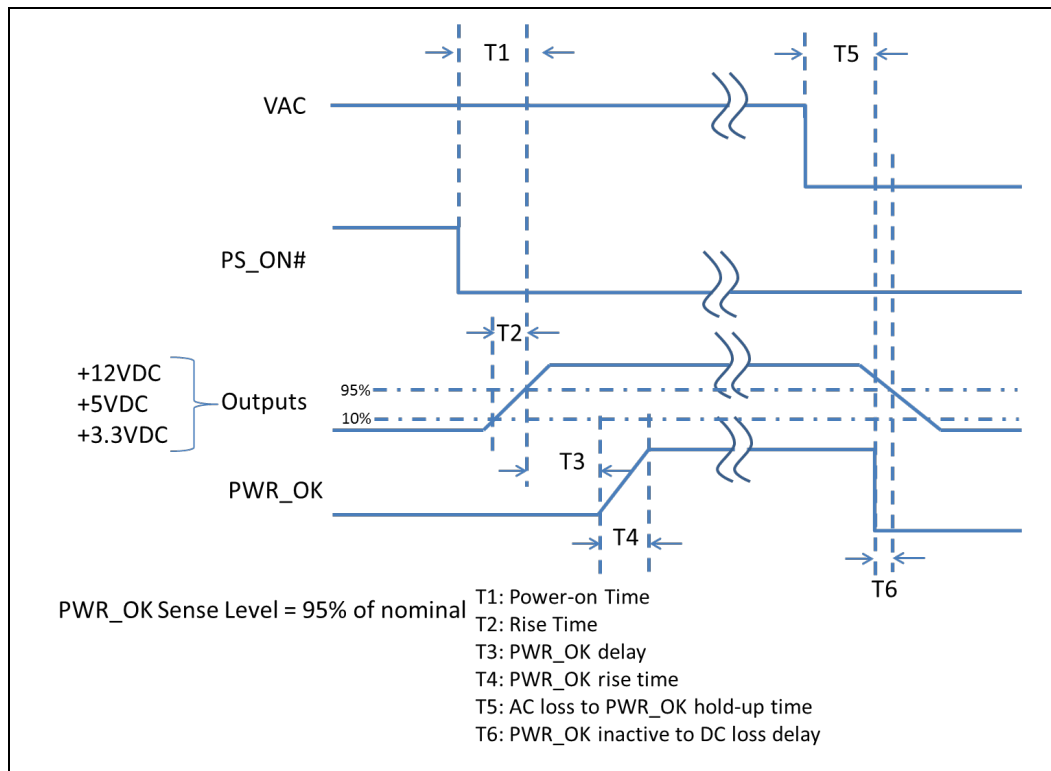 T1
T5
VAC
PS_ON#
T2
+12VDC
+5VDC
+3.3VDC
Outputs
95%
10%
T3
PWR_OK
T4
T6
PWR_OK Sense Level = 95% of nominal
T1: Power-on Time
T2: Rise Time
T3: PWR_OK delay
T4: PWR_OK rise time
T5: AC loss to PWR_OK hold-up time
T6: PWR_OK inactive to DC loss delay